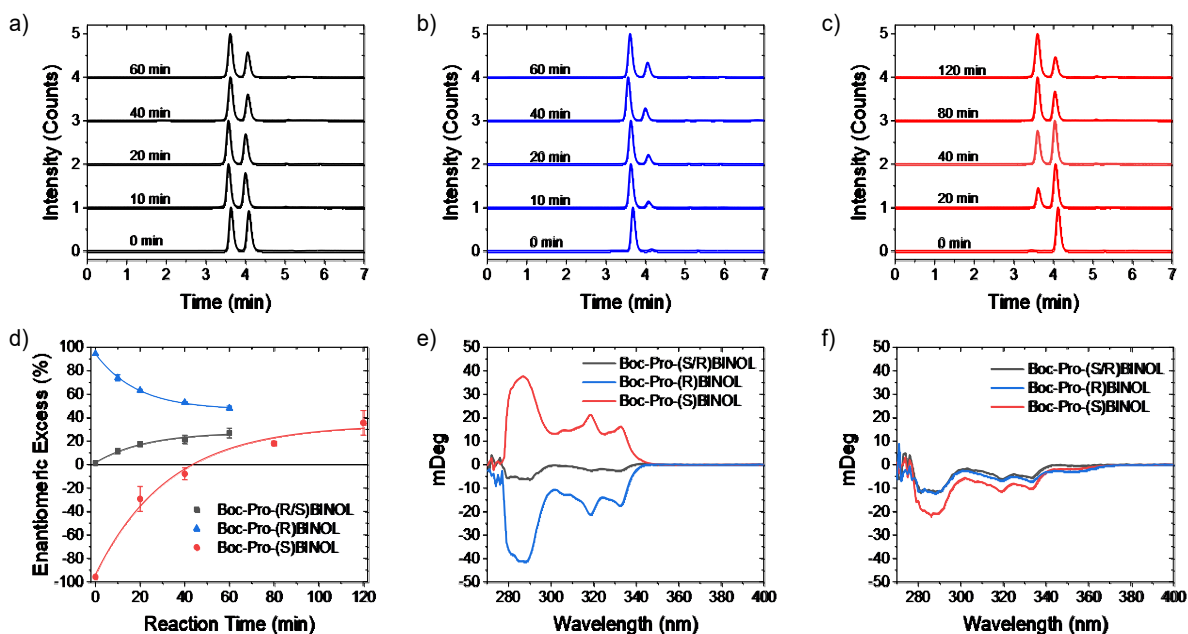 a)
5
4
3
2
1
0
60 min
40 min
20 min
10 min
0 min
0 1 2 3 4 5 6 7
Intensity (Counts)
Time (min)
b)
5
4
3
2
1
0
60 min
40 min
20 min
10 min
0 min
0 1 2 3 4 5 6 7
Intensity (Counts)
Time (min)
c)
5
4
3
2
1
0
120 min
80 min
40 min
20 min
0 min
0 1 2 3 4 5 6 7
Intensity (Counts)
Time (min)
d)
100
80
60
40
20
0
-20
-40
-60
-80
-100
Enantiomeric Excess (%)
Boc-Pro-(R/S)BINOL
Boc-Pro-(R)BINOL
Boc-Pro-(S)BINOL
0 20 40 60 80 100 120
Reaction Time (min)
e)
50
40
30
20
10
0
-10
-20
-30
-40
-50
mDeg
Boc-Pro-(S/R)BINOL
Boc-Pro-(R)BINOL
Boc-Pro-(S)BINOL
280 300 320 340 360 380 400
Wavelength (nm)
f)
50
40
30
20
10
0
-10
-20
-30
-40
-50
mDeg
Boc-Pro-(S/R)BINOL
Boc-Pro-(R)BINOL
Boc-Pro-(S)BINOL
280 300 320 340 360 380 400
Wavelength (nm)